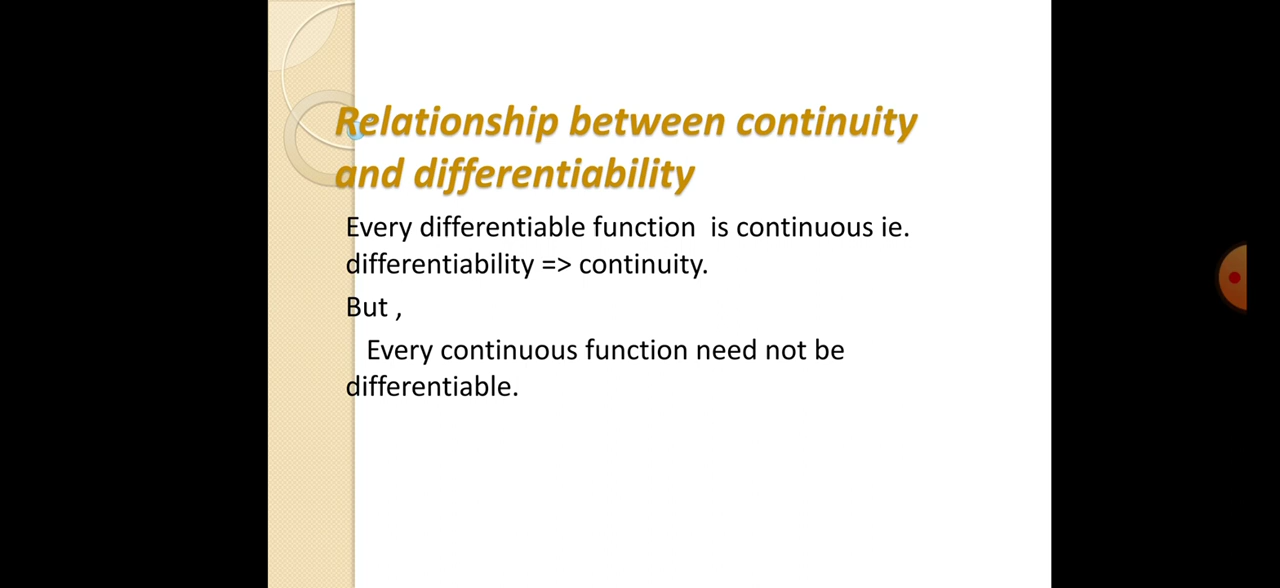 Relationship between continuity
and differentiability
Every differentiable function  is continuous ie.
differentiability => continuity.
But ,
Every continuous function need not be
differentiable.